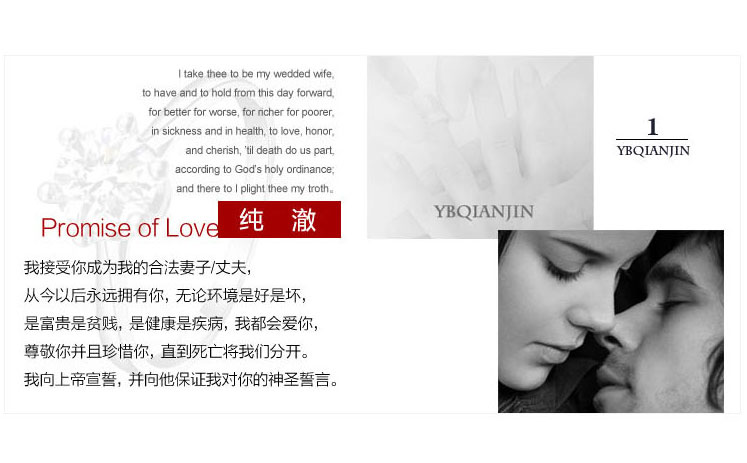 I take thee to be my wedded wife,
to have and to hold from this day forward,
for better for worse, for richer for poorer,
in sickness and in health, to love, honor,
and cherish, 'til death do us part,
according to God's holy ordinance;
and there to I plight thee my troth。
Promise of Love
纯 澈
我接受你成为我的合法妻子/丈夫,
从今以后永远拥有你, 无论环境是好是坏,
是富贵是贫贱, 是健康是疾病, 我都会爱你,
尊敬你并且珍惜你, 直到死亡将我们分开。
我向上帝宣誓, 并向他保证我对你的神圣誓言。
YBQIANJIN
1
YBQIANJIN